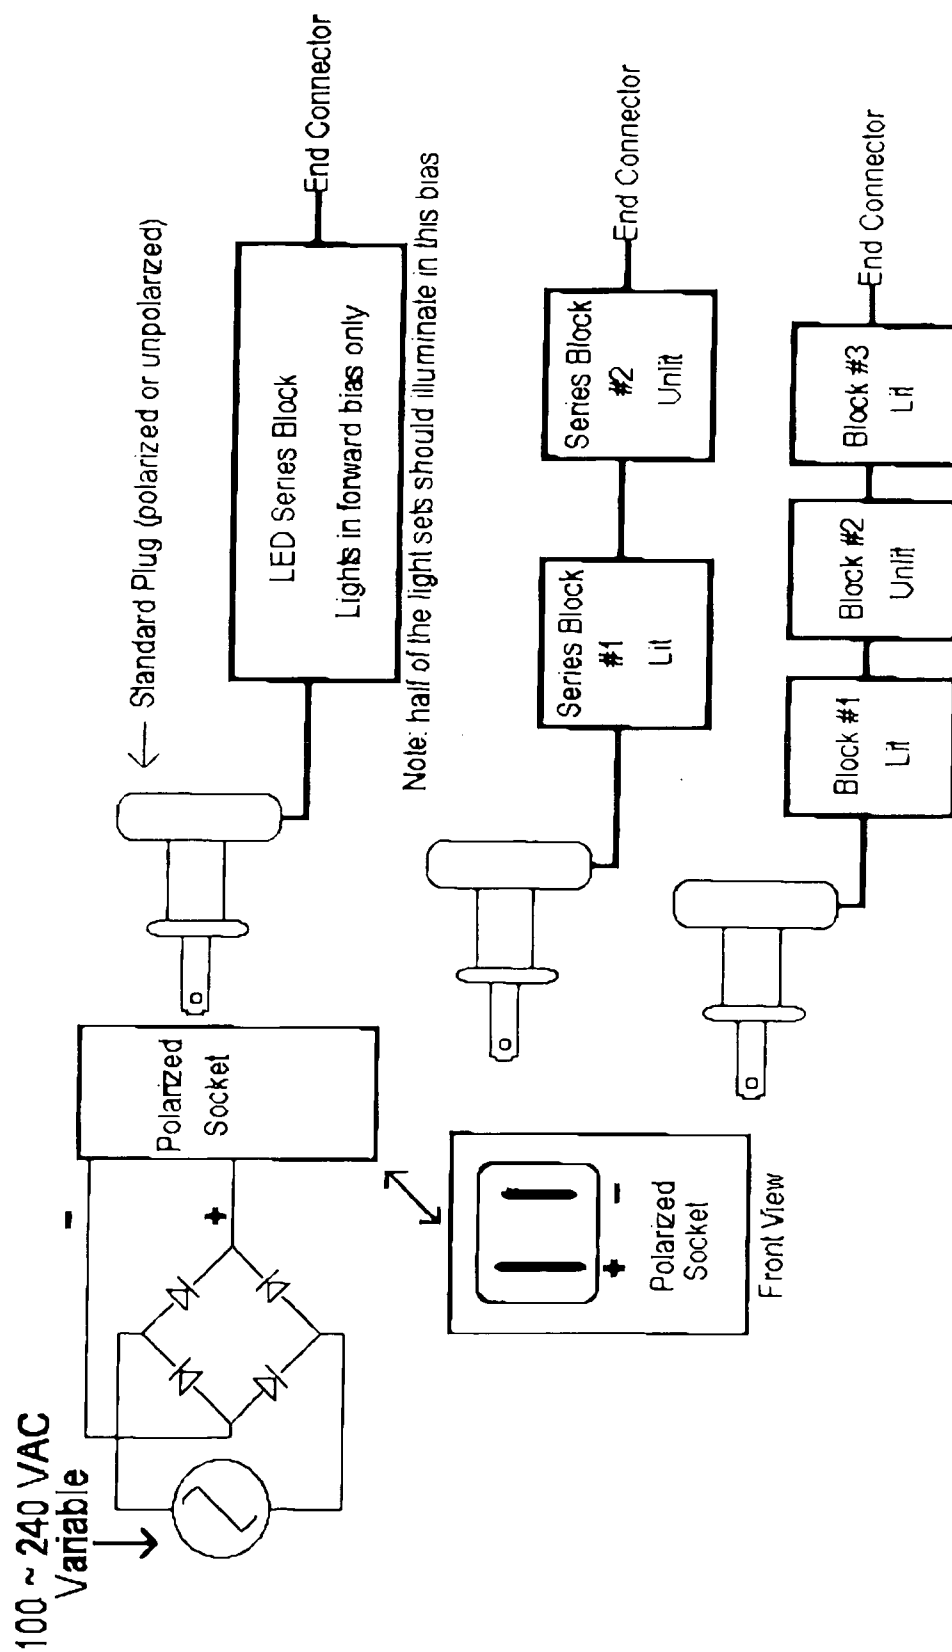 100 ~ 240 VAC
Variable
-
+
Polarized
Socket
Standard Plug (polarized or unpolarized)
LED Series Block
Lights in forward bias only
End Connector
Note: half of the light sets should illuminate in this bias
+
-
Polarized
Socket
Front View
Series Block
#1
Lit
Series Block
#2
Unlit
End Connector
Block #1
Lit
Block #2
Unlit
Block #3
Lit
End Connector